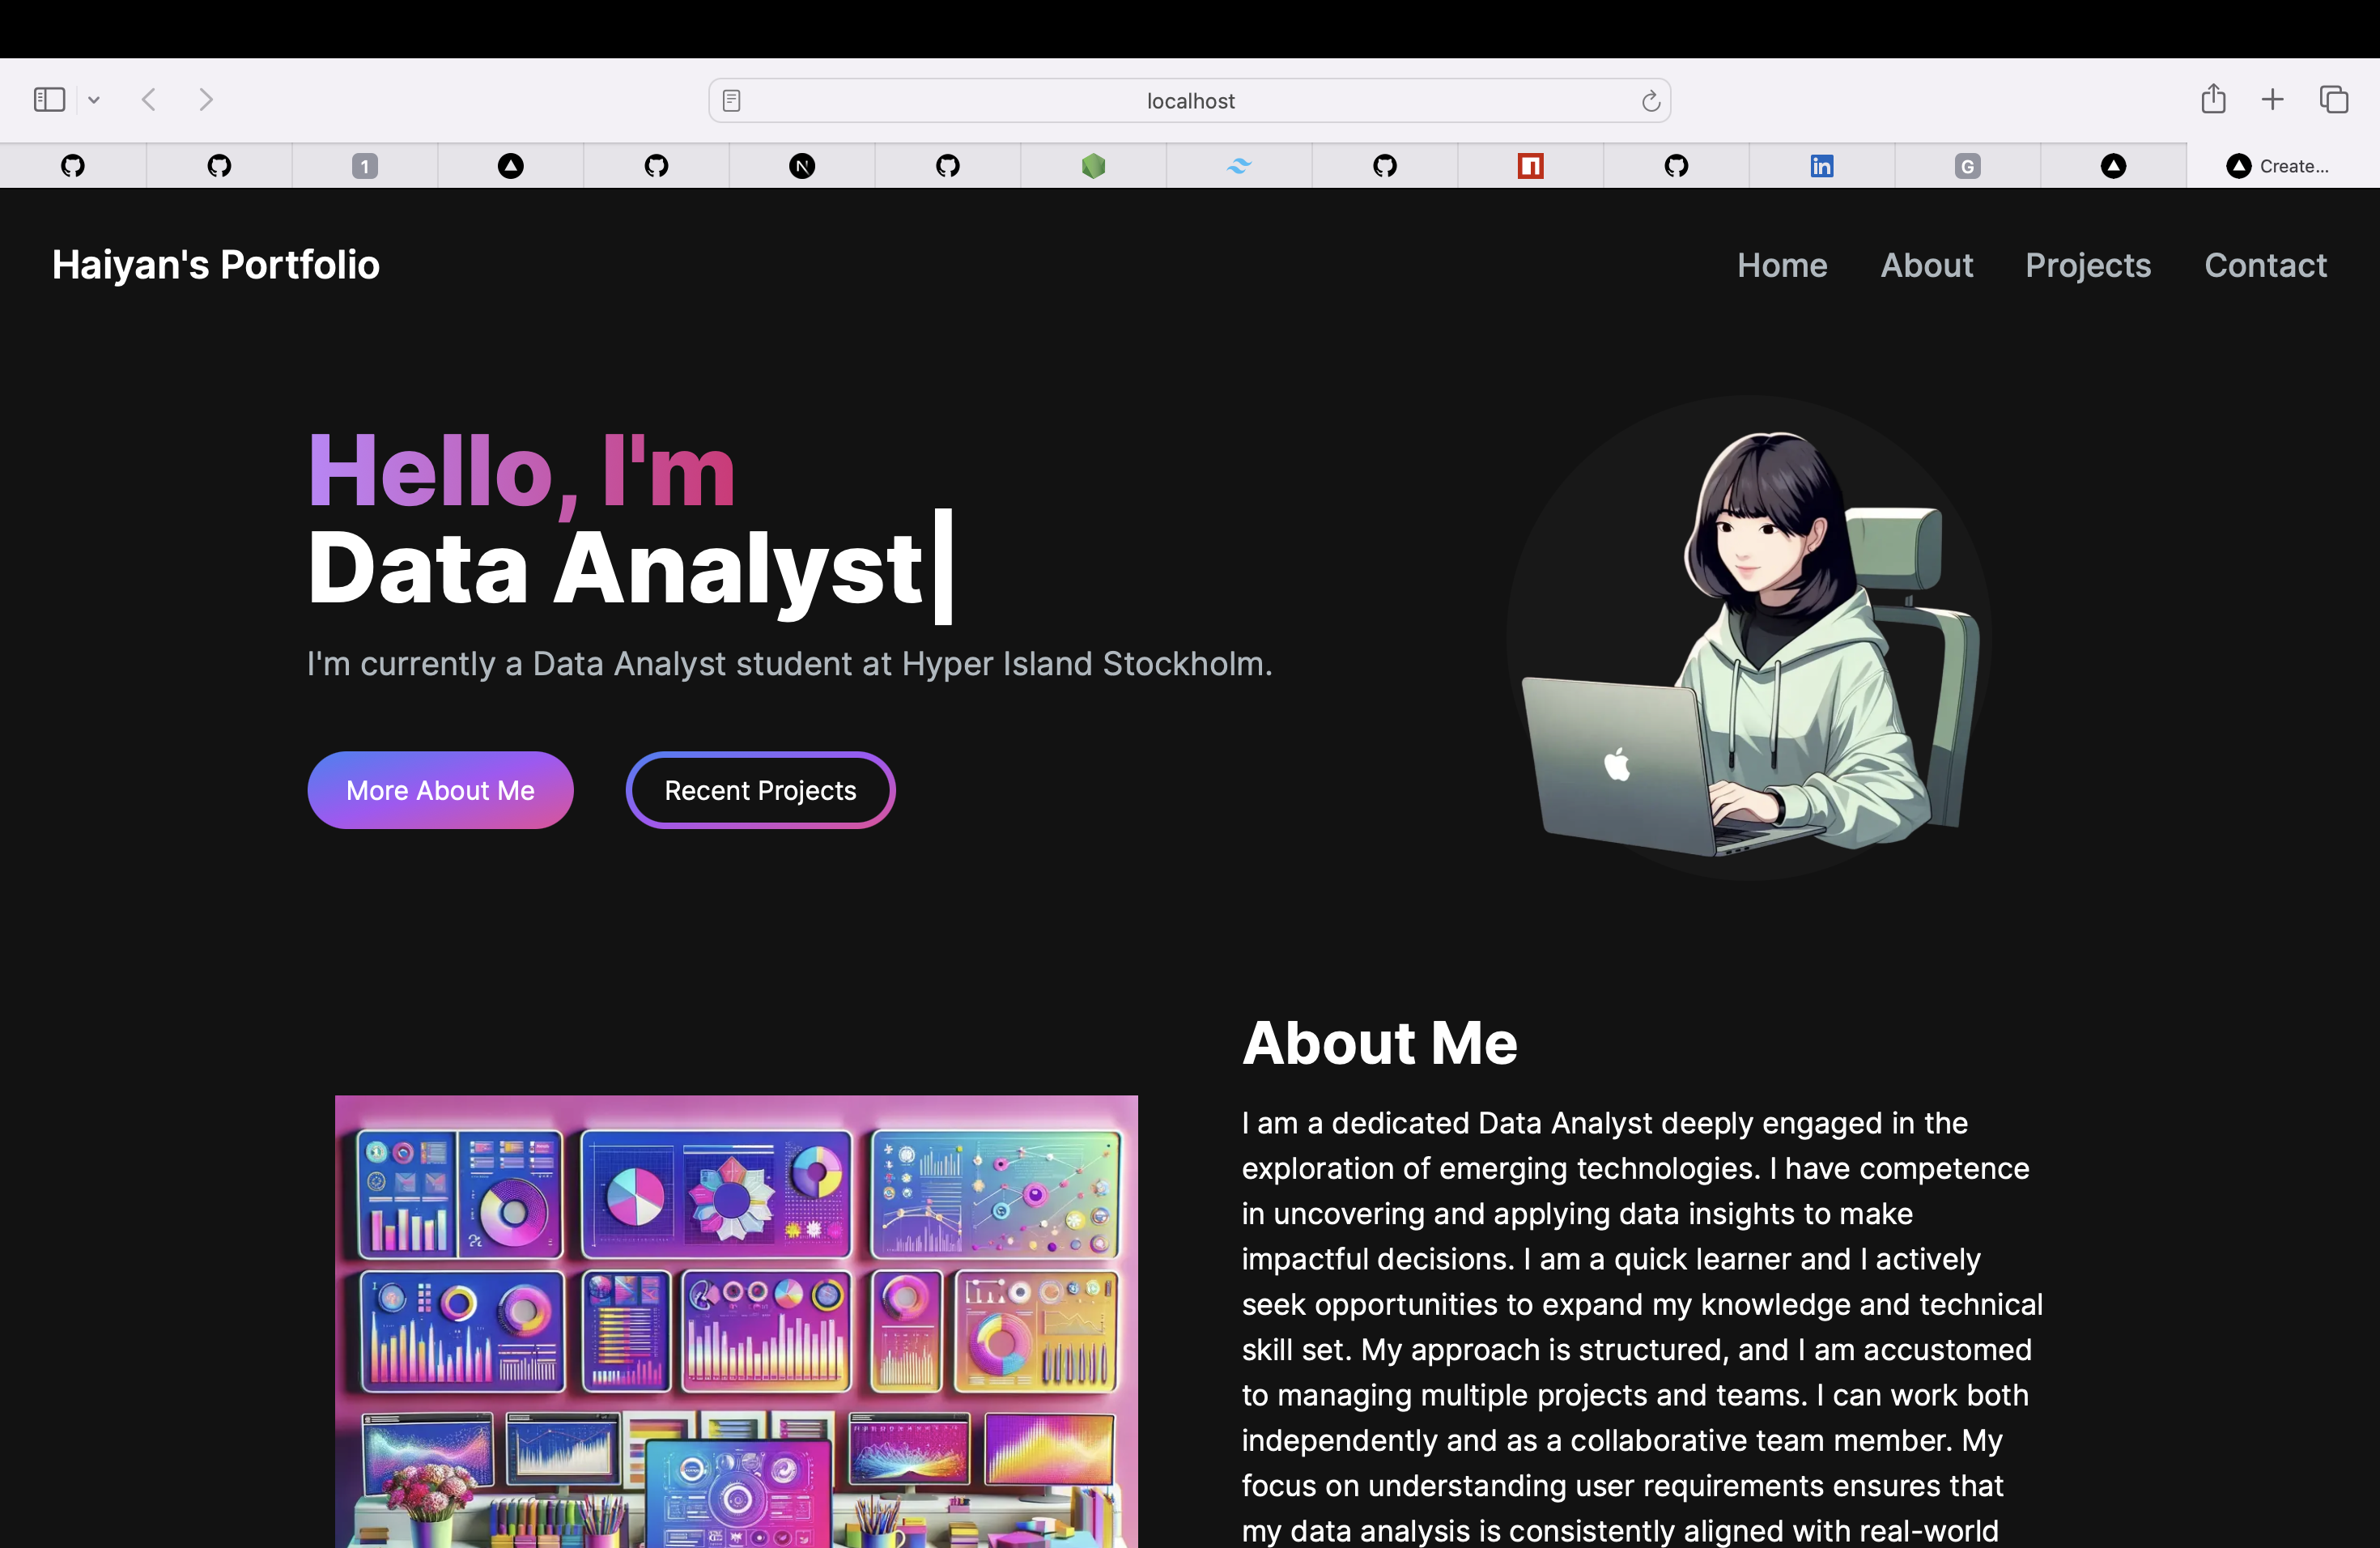 localhost
1
N
n
in
G
Create...
Haiyan's Portfolio
Home About Projects Contact
Hello, I'm
Data Analyst
I'm currently a Data Analyst student at Hyper Island Stockholm.
More About Me Recent Projects
About Me
I am a dedicated Data Analyst deeply engaged in the
exploration of emerging technologies. I have competence
in uncovering and applying data insights to make
impactful decisions. I am a quick learner and I actively
seek opportunities to expand my knowledge and technical
skill set. My approach is structured, and I am accustomed
to managing multiple projects and teams. I can work both
independently and as a collaborative team member. My
focus on understanding user requirements ensures that
my data analysis is consistently aligned with real-world